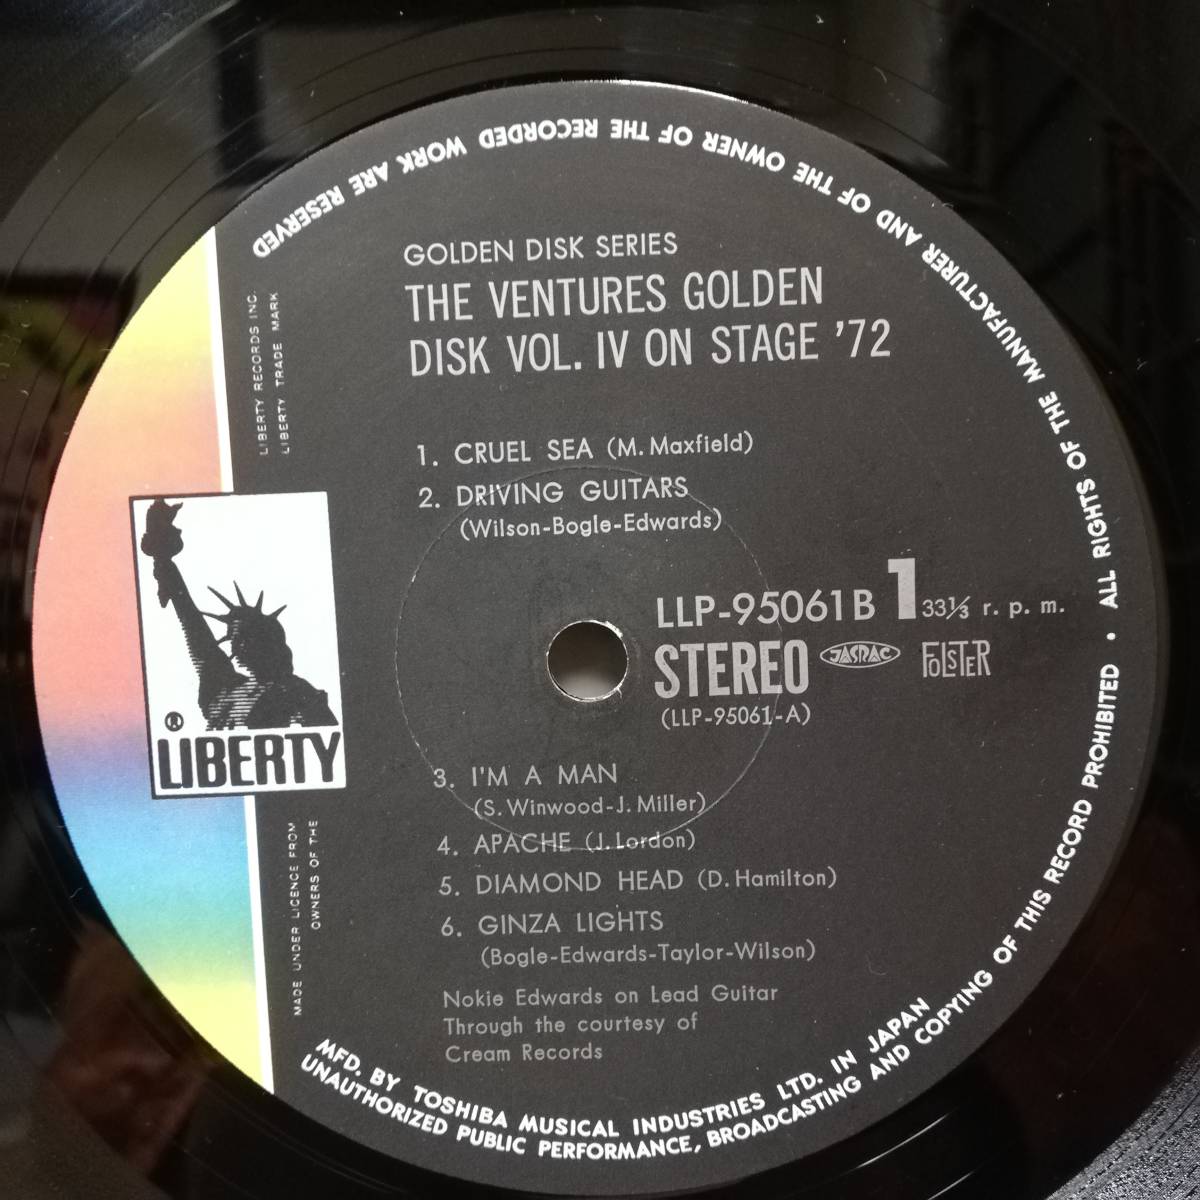 GOLDEN DISK SERIES
THE VENTURES GOLDEN
DISK VOL. IV ON STAGE '72
1. CRUEL SEA (M. Maxfield)
2. DRIVING GUITARS
(Wilson-Bogle-Edwards)
LLP-95061B 1 33⅓ r. p. m.
STEREO JASRAC FOLSTER
(LLP-95061-A)
3. I'M A MAN
(S. Winwood-J. Miller)
4. APACHE (J. Lordon)
5. DIAMOND HEAD (D. Hamilton)
6. GINZA LIGHTS
(Bogle-Edwards-Taylor-Wilson)
Nokie Edwards on Lead Guitar
Through the courtesy of
Cream Records
LIBERTY RECORDS INC.
LIBERTY TRADE MARK
®
LIBERTY
MADE UNDER LICENCE FROM
OWNERS OF THE
MFD. BY TOSHIBA MUSICAL INDUSTRIES LTD. IN JAPAN
UNAUTHORIZED PUBLIC PERFORMANCE, BROADCASTING AND COPYING OF THIS RECORD PROHIBITED • ALL RIGHTS OF THE MANUFACTURER AND OF THE OWNER OF THE RECORDED WORK ARE RESERVED